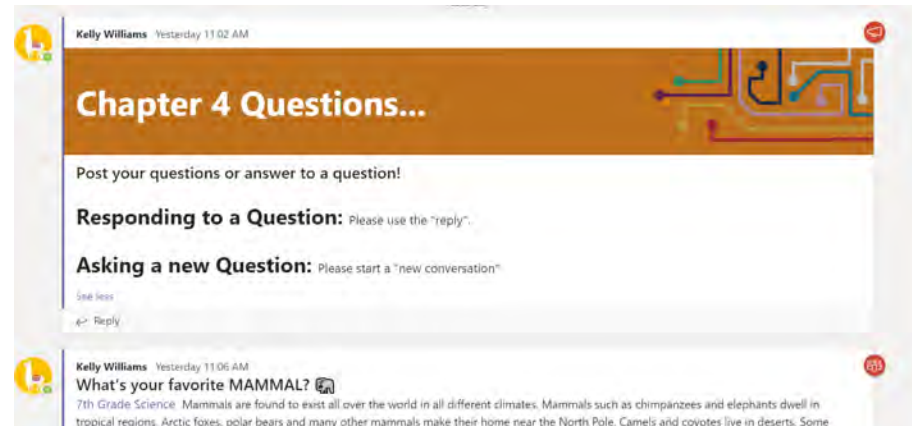 Kelly Williams Yesterday 11:02 AM
Chapter 4 Questions...
Post your questions or answer to a question!
Responding to a Question: Please use the "reply".
Asking a new Question: Please start a "new conversation"
See less
Reply
Kelly Williams Yesterday 11:06 AM
What's your favorite MAMMAL?
7th Grade Science Mammals are found to exist all over the world in all different climates. Mammals such as chimpanzees and elephants dwell in
tropical regions. Arctic foxes, polar bears and many other mammals make their home near the North Pole. Camels and coyotes live in deserts. Some